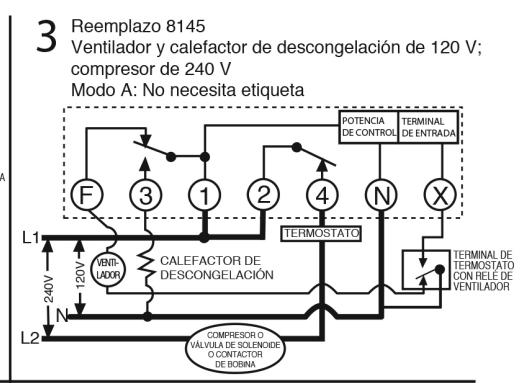 3
Reemplazo 8145
Ventilador y calefactor de descongelación de 120 V;
compresor de 240 V
Modo A: No necesita etiqueta
A
POTENCIA
DE CONTROL
TERMINAL
DE ENTRADA
F
3
1
2
4
N
X
L1
TERMOSTATO
VENTI-
LADOR
CALEFACTOR DE
DESCONGELACIÓN
TERMINAL DE
TERMOSTATO
CON RELÉ DE
VENTILADOR
240V
120V
N
L2
COMPRESOR O
VÁLVULA DE SOLENOIDE
O CONTACTOR
DE BOBINA